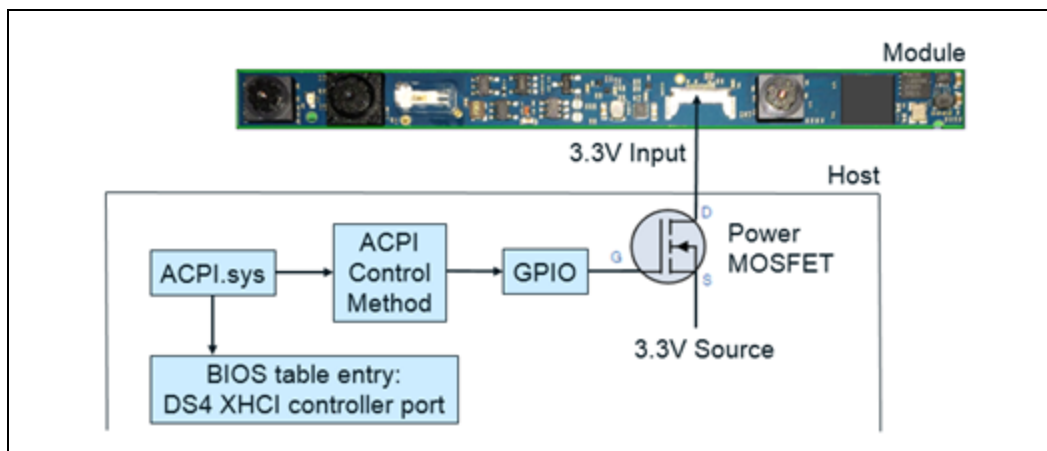 Module
3.3V Input
Host
D
ACPI
Control
Method
Power
MOSFET
G
ACPI.sys
GPIO
S
3.3V Source
BIOS table entry:
DS4 XHCI controller port